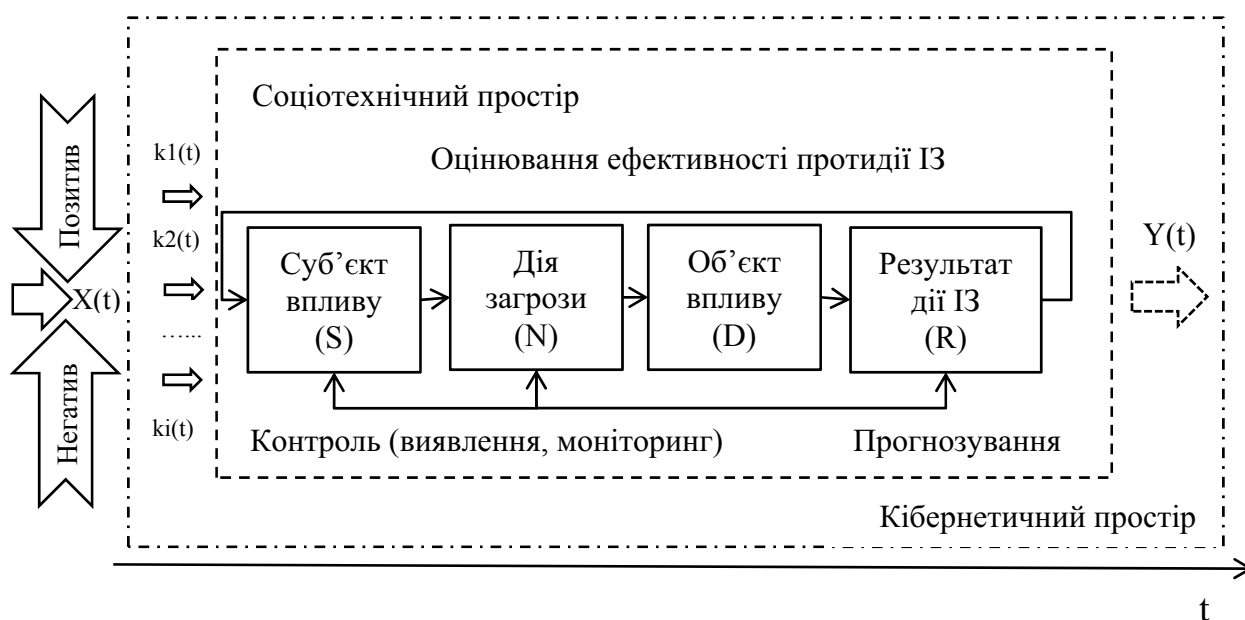 Соціотехнічний простір
Оцінювання ефективності протидії ІЗ
Позитив
X(t)
Негатив
k1(t)
k2(t)
…...
ki(t)
Суб’єкт
впливу
(S)
Дія
загрози
(N)
Об’єкт
впливу
(D)
Результат
дії ІЗ
(R)
Y(t)
Контроль (виявлення, моніторинг)
Прогнозування
Кібернетичний простір
t